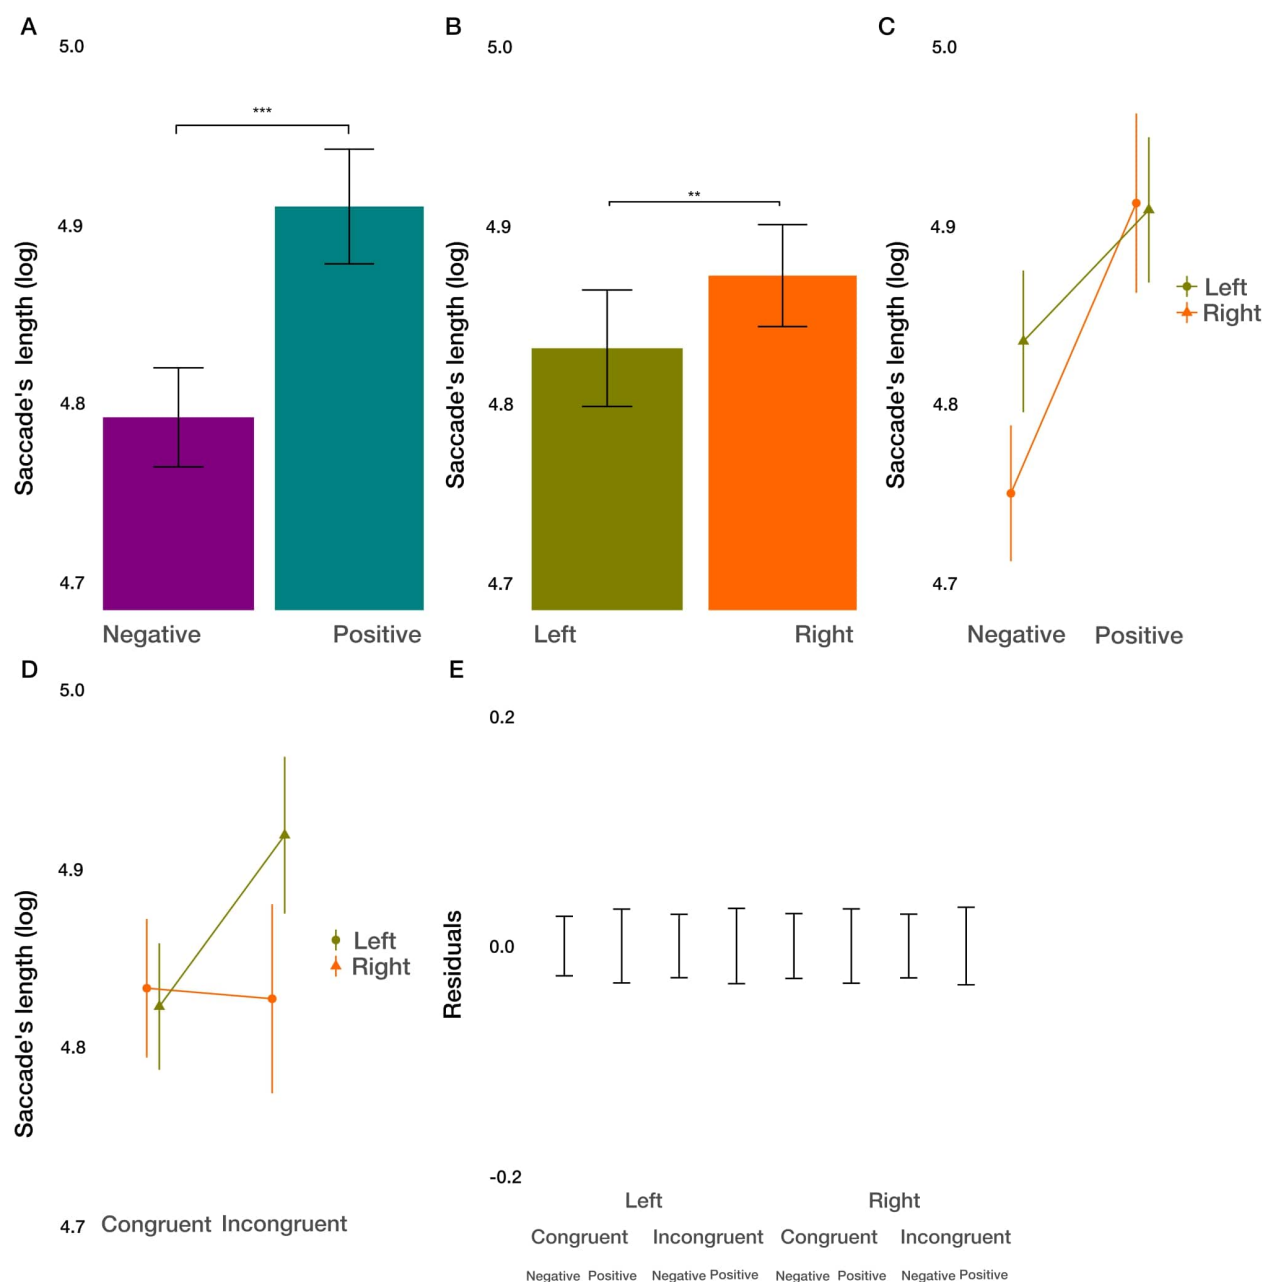 A
5.0
***
4.9
Saccade's length (log)
4.8
4.7
Negative Positive
B
5.0
**
4.9
Saccade's length (log)
4.8
4.7
Left Right
C
5.0
4.9
Saccade's length (log)
Left
Right
4.8
4.7
Negative Positive
D
5.0
4.9
Saccade's length (log)
Left
Right
4.8
4.7
Congruent Incongruent
E
0.2
Residuals
0.0
-0.2
Left Right
Congruent Incongruent Congruent Incongruent
Negative Positive Negative Positive Negative Positive Negative Positive